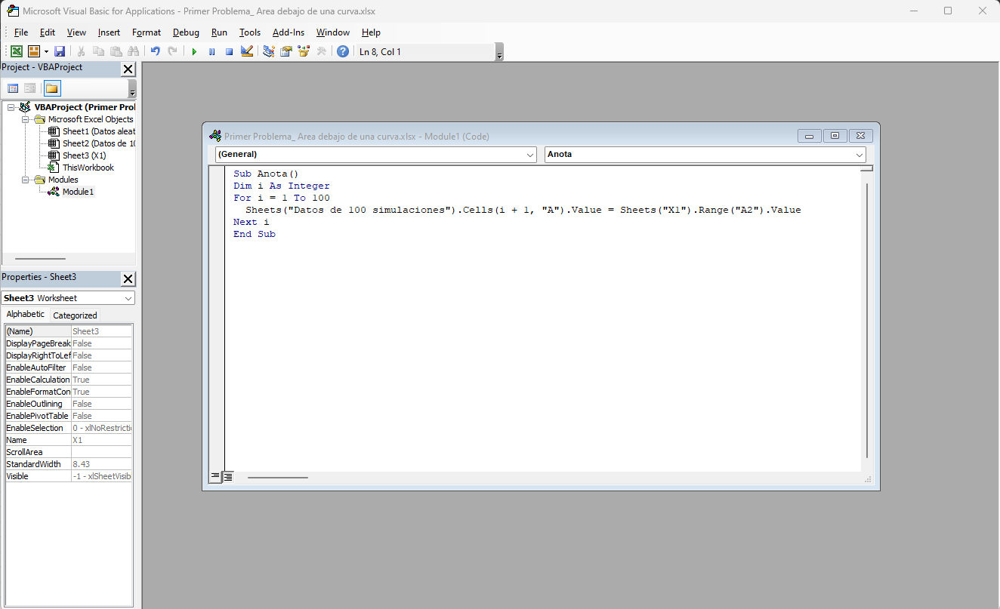 Microsoft Visual Basic for Applications - Primer Problema_ Area debajo de una curva.xlsx
File Edit View Insert Format Debug Run Tools Add-Ins Window Help
Ln 8, Col 1
Project - VBAProject
VBAProject (Primer Prol
Microsoft Excel Objects
Sheet1 (Datos aleat
Sheet2 (Datos de 10
Sheet3 (X1)
ThisWorkbook
Modules
Module1
Properties - Sheet3
Sheet3 Worksheet
Alphabetic Categorized
(Name) Sheet3
DisplayPageBreak False
DisplayRightToLef False
EnableAutoFilter False
EnableCalculation True
EnableFormatCon True
EnableOutlining False
EnablePivotTable False
EnableSelection 0 - xlNoRestricti
Name X1
ScrollArea
StandardWidth 8.43
Visible -1 - xlSheetVisib
Primer Problema_ Area debajo de una curva.xlsx - Module1 (Code)
(General) Anota
Sub Anota()
Dim i As Integer
For i = 1 To 100
Sheets("Datos de 100 simulaciones").Cells(i + 1, "A").Value = Sheets("X1").Range("A2").Value
Next i
End Sub